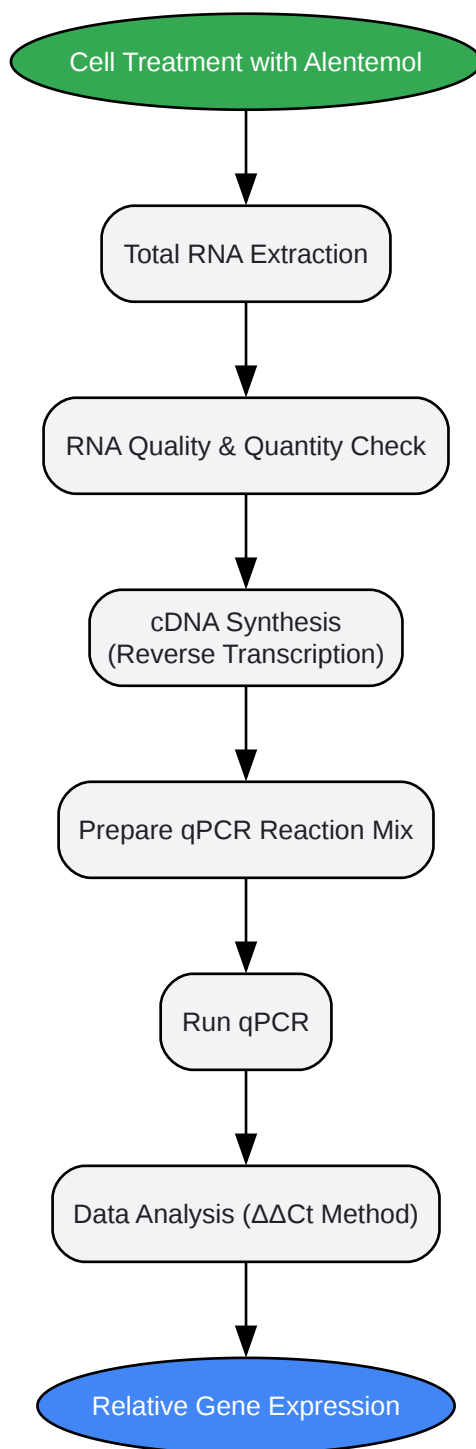 Cell Treatment with Alentemol
Total RNA Extraction
RNA Quality & Quantity Check
cDNA Synthesis
(Reverse Transcription)
Prepare qPCR Reaction Mix
Run qPCR
Data Analysis (ΔΔCt Method)
Relative Gene Expression